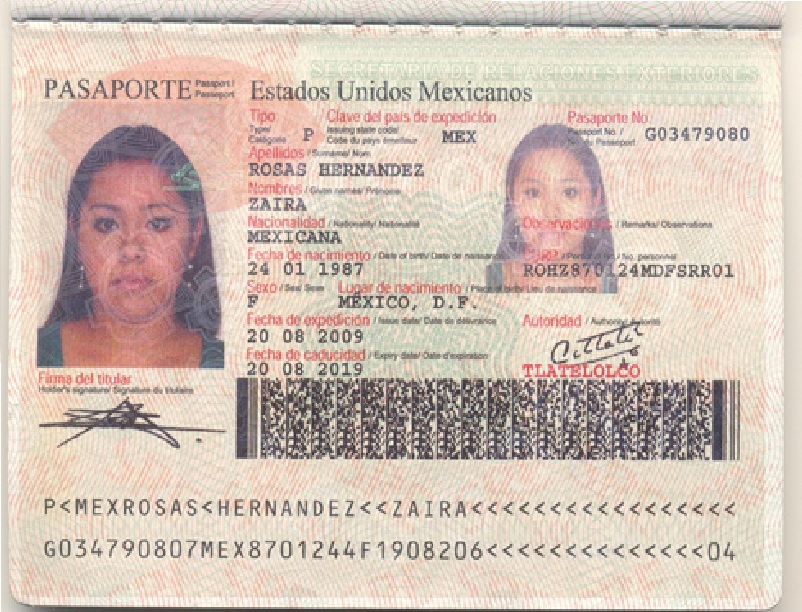 SECRETARIA DE RELACIONES EXTERIORES
PASAPORTE Passport / Passeport
Estados Unidos Mexicanos
Tipo Clave del país de expedición Pasaporte No.
Type/ Catégorie P Issuing state code/ Code du pays émetteur MEX Passport No. / Passeport G03479080
Apellidos / Surname/ Nom
ROSAS HERNANDEZ
Nombres / Given names/ Prénoms
ZAIRA
Nacionalidad / Nationality/ Nationalité Observaciones / Remarks/ Observations
MEXICANA
Fecha de nacimiento / Date of birth/ Date de naissance CURP / No. personnel
24 01 1987 ROHZ870124MDFSRR01
Sexo / Sex/ Sexe Lugar de nacimiento / Place of birth/ Lieu de naissance
F MÉXICO, D.F.
Fecha de expedición / Issue date/ Date de délivrance Autoridad / Authority/ Autorité
20 08 2009
Fecha de caducidad / Expiry date/ Date d'expiration
20 08 2019 TLATELOLCO
Firma del titular
Holder's signature/ Signature du titulaire
P<MEXROSAS<HERNANDEZ<<ZAIRA<<<<<<<<<<<<<<<<<
G034790807MEX8701244F1908206<<<<<<<<<<<<<<04